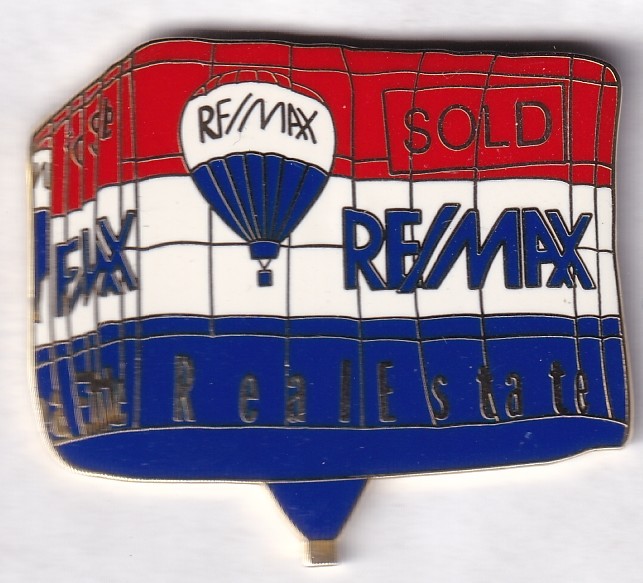 RE/MAX
SOLD
RE/MAX
Real Estate